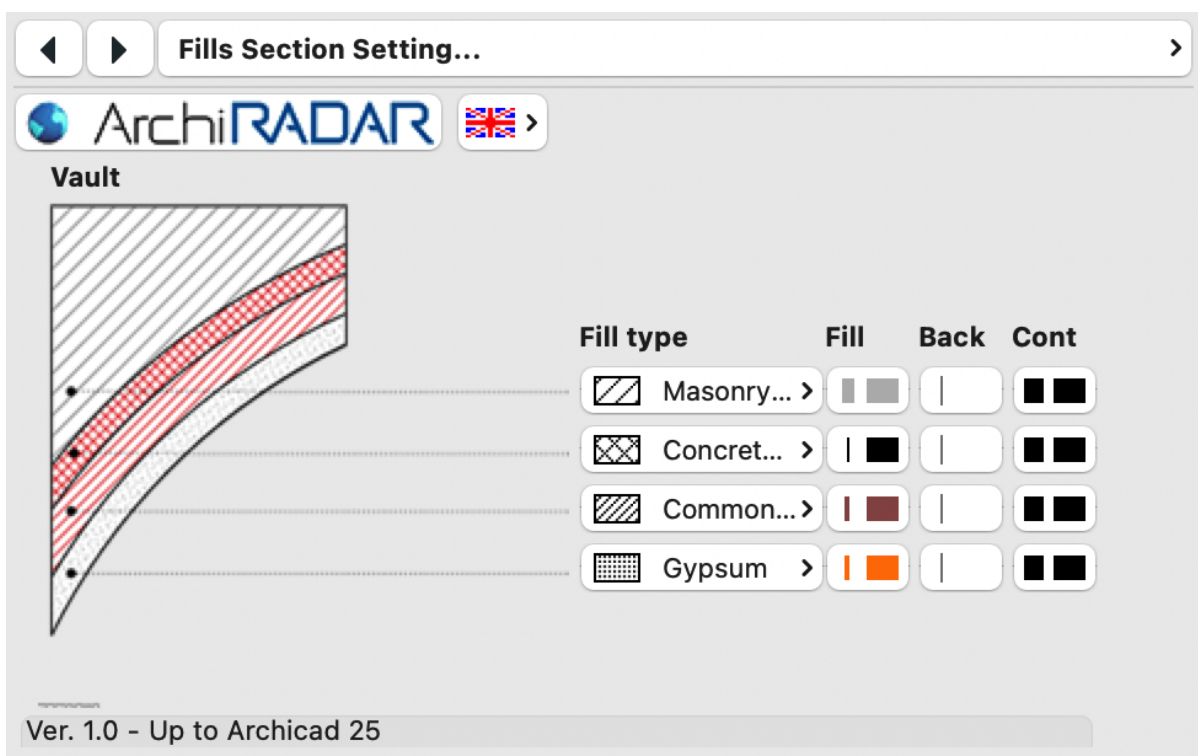 Fills Section Setting...
ArchiRADAR
Vault
Fill type Fill Back Cont
Masonry...
Concret...
Common...
Gypsum
Ver. 1.0 - Up to Archicad 25